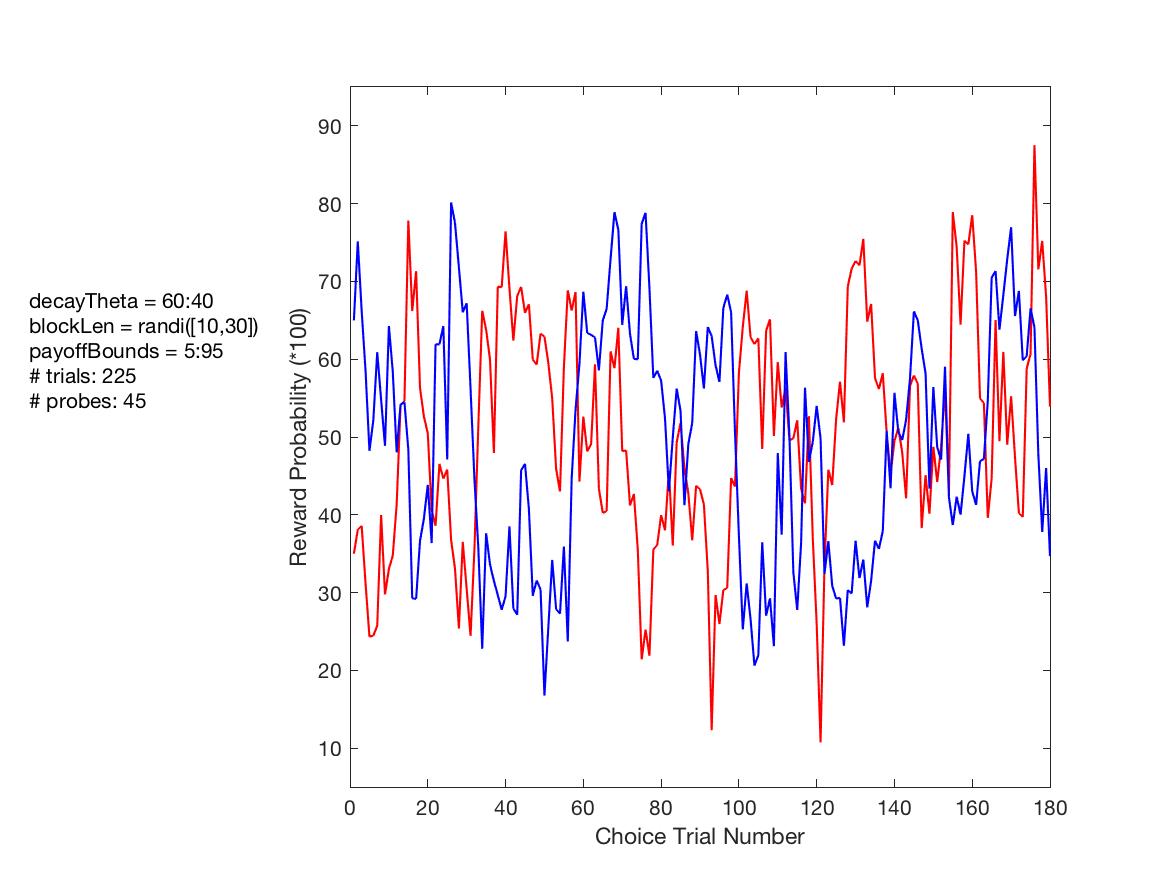 decayTheta = 60:40
blockLen = randi([10,30])
payoffBounds = 5:95
# trials: 225
# probes: 45
Reward Probability (*100)
90
80
70
60
50
40
30
20
10
0 20 40 60 80 100 120 140 160 180
Choice Trial Number